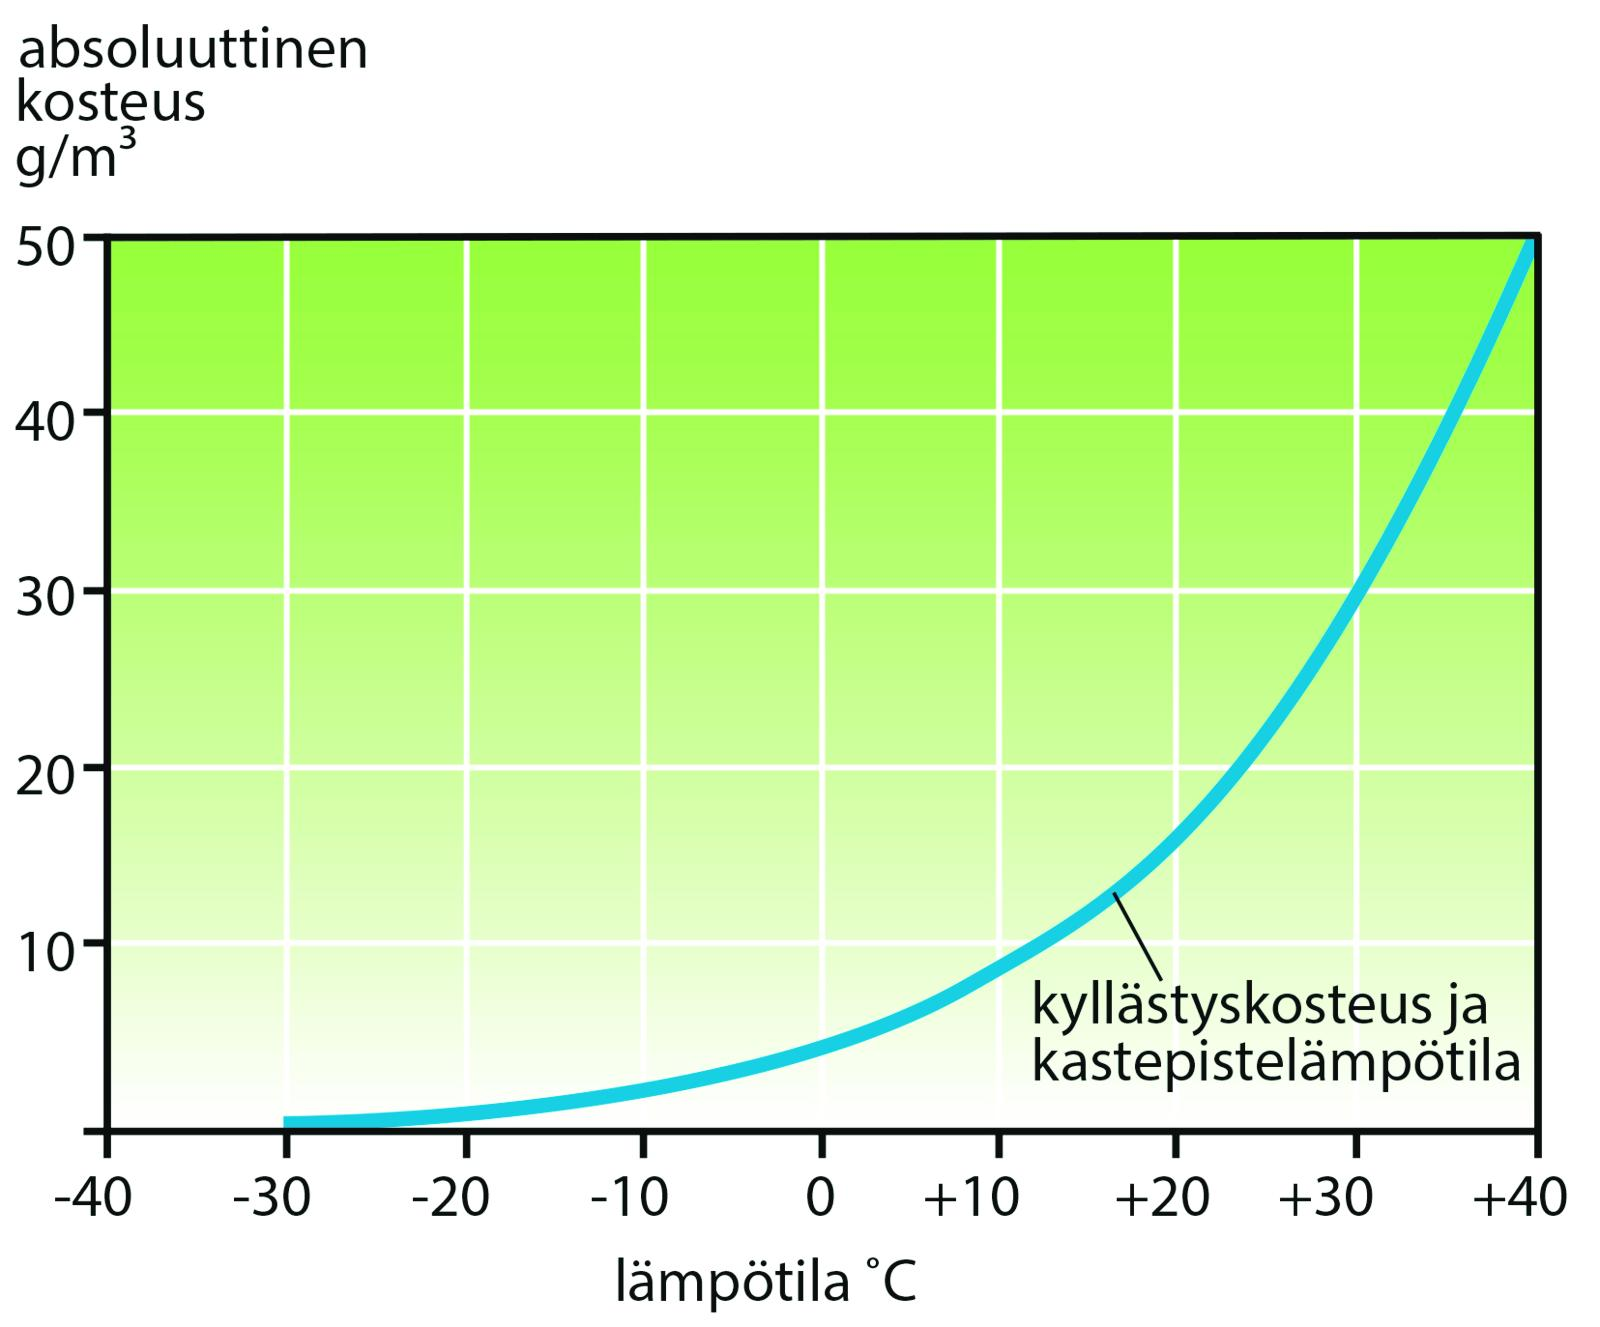 absoluuttinen
kosteus
g/m³
50
40
30
20
10
kyllästyskosteus ja
kastepistelämpötila
-40 -30 -20 -10 0 +10 +20 +30 +40
lämpötila ˚C